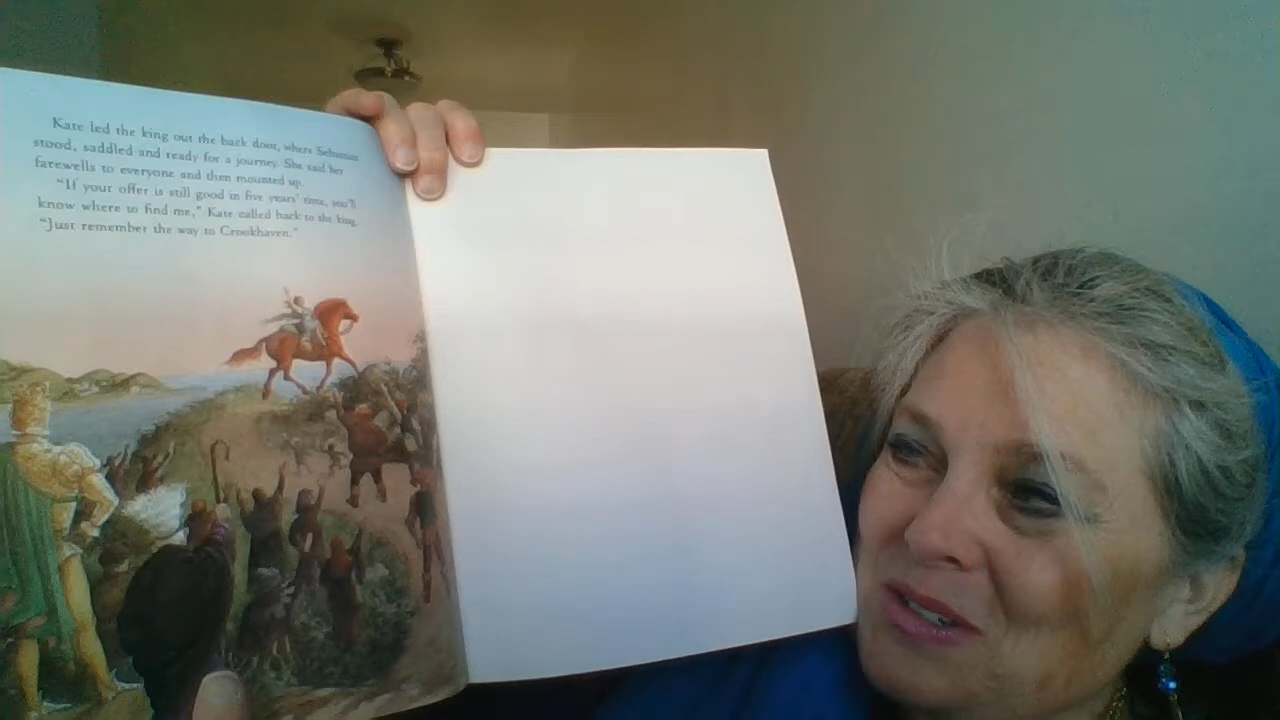 Kate led the king out the back door, where Sebastian
stood, saddled and ready for a journey. She said her
farewells to everyone and then mounted up.
"If your offer is still good in five years' time, you'll
know where to find me," Kate called back to the king.
"Just remember the way to Crookhaven."